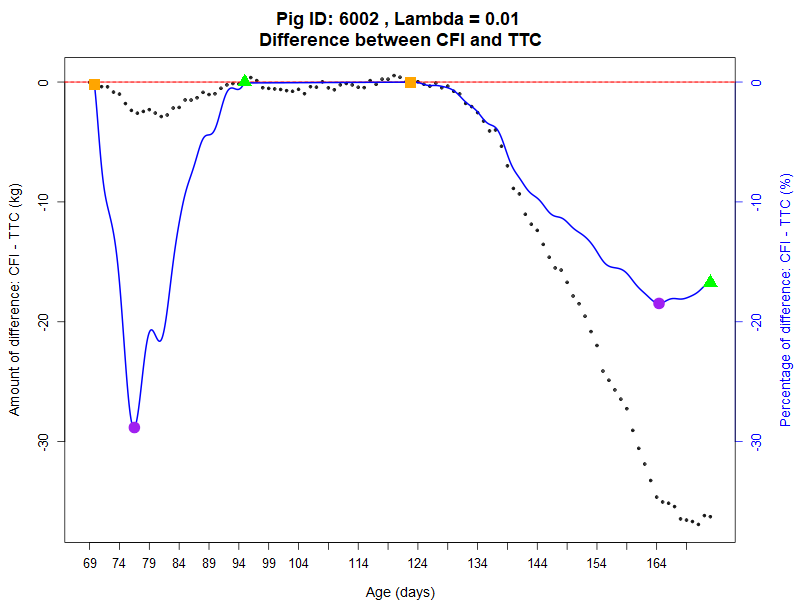 Pig ID: 6002 , Lambda = 0.01
Difference between CFI and TTC
Amount of difference: CFI - TTC (kg)
0
-10
-20
-30
0
-10
-20
-30
Percentage of difference: CFI - TTC (%)
69 74 79 84 89 94 99 104 114 124 134 144 154 164
Age (days)